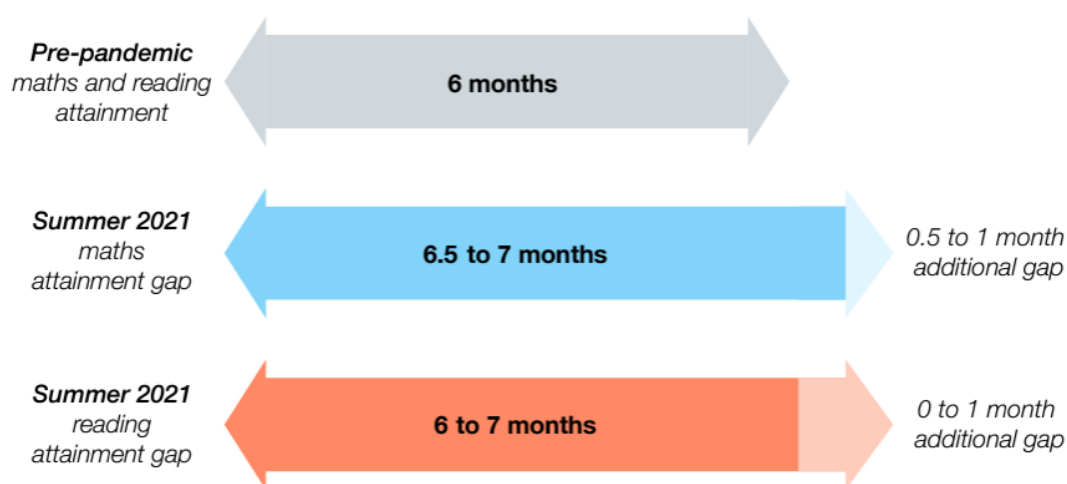 Pre-pandemic
maths and reading
attainment
6 months
Summer 2021
maths
attainment gap
6.5 to 7 months
0.5 to 1 month
additional gap
Summer 2021
reading
attainment gap
6 to 7 months
0 to 1 month
additional gap